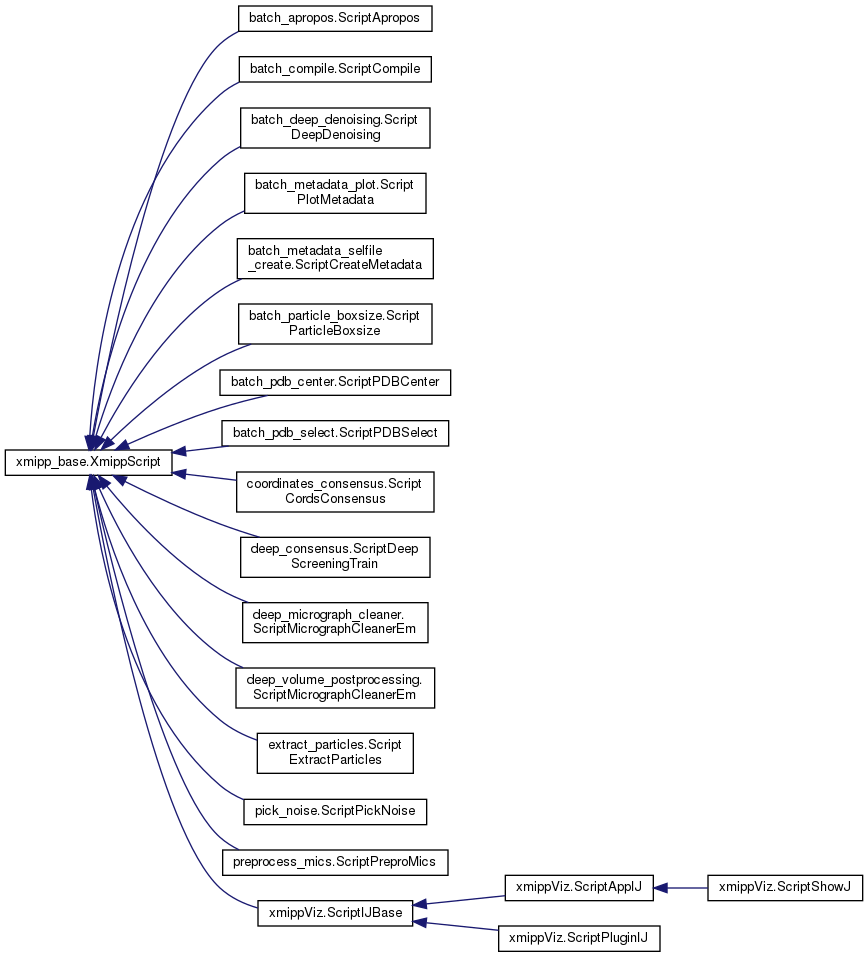 batch_apropos.ScriptApropos
batch_compile.ScriptCompile
batch_deep_denoising.Script
DeepDenoising
batch_metadata_plot.Script
PlotMetadata
batch_metadata_selfile
_create.ScriptCreateMetadata
batch_particle_boxsize.Script
ParticleBoxsize
batch_pdb_center.ScriptPDBCenter
batch_pdb_select.ScriptPDBSelect
xmipp_base.XmippScript
coordinates_consensus.Script
CordsConsensus
deep_consensus.ScriptDeep
ScreeningTrain
deep_micrograph_cleaner.
ScriptMicrographCleanerEm
deep_volume_postprocessing.
ScriptMicrographCleanerEm
extract_particles.Script
ExtractParticles
pick_noise.ScriptPickNoise
preprocess_mics.ScriptPreproMics
xmippViz.ScriptIJBase
xmippViz.ScriptAppIJ
xmippViz.ScriptShowJ
xmippViz.ScriptPluginIJ